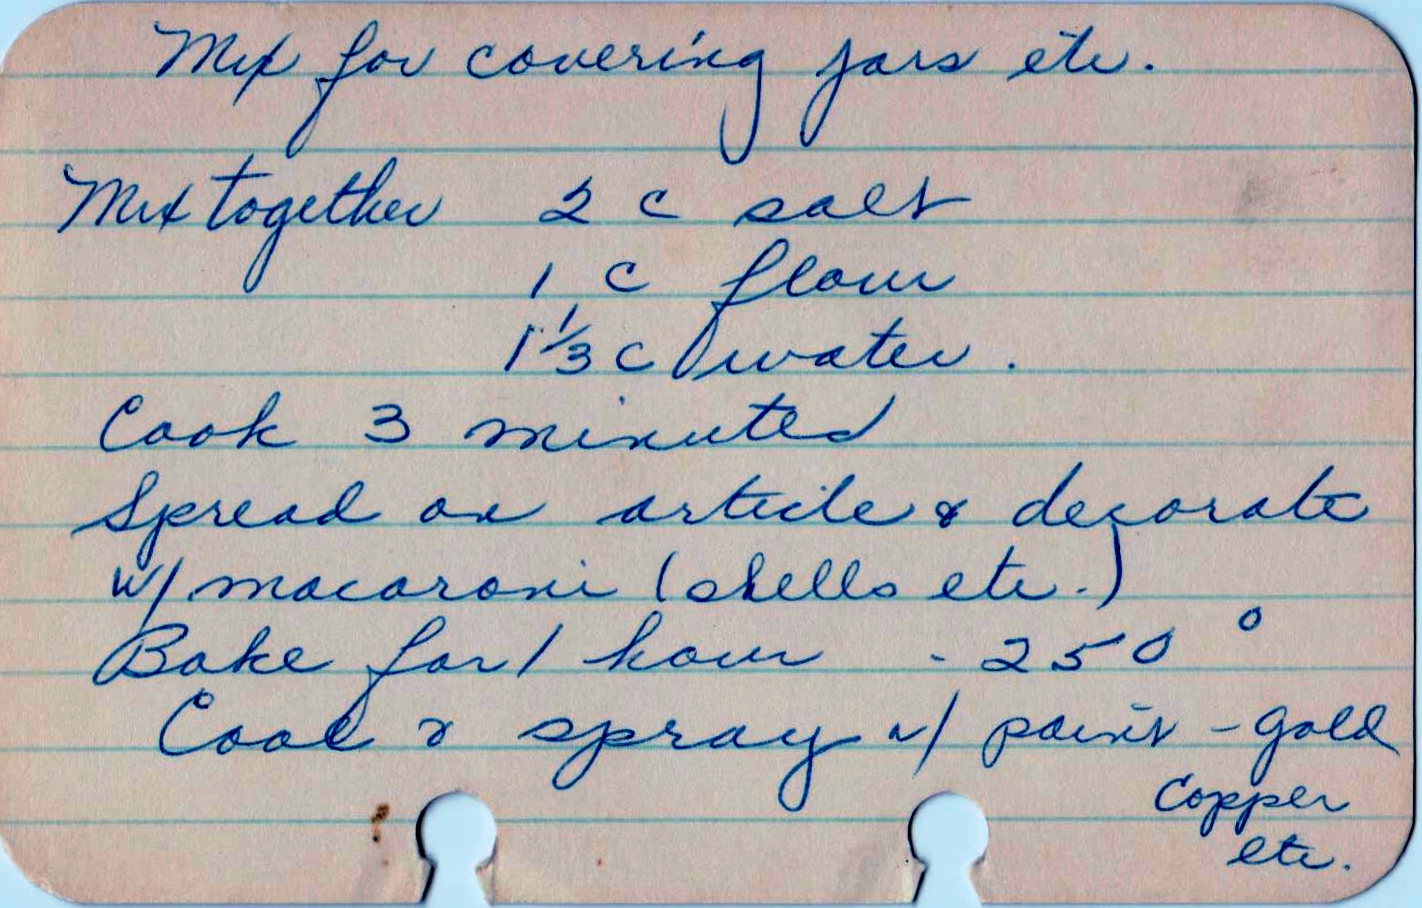 Mix for covering jars etc.
Mix together 2 c salt
1 c flour
1 1/3 c water.
Cook 3 minutes
Spread on article & decorate
w/ macaroni (shells etc.)
Bake for 1 hour - 250°
Cool & spray w/ paint - gold
Copper
etc.